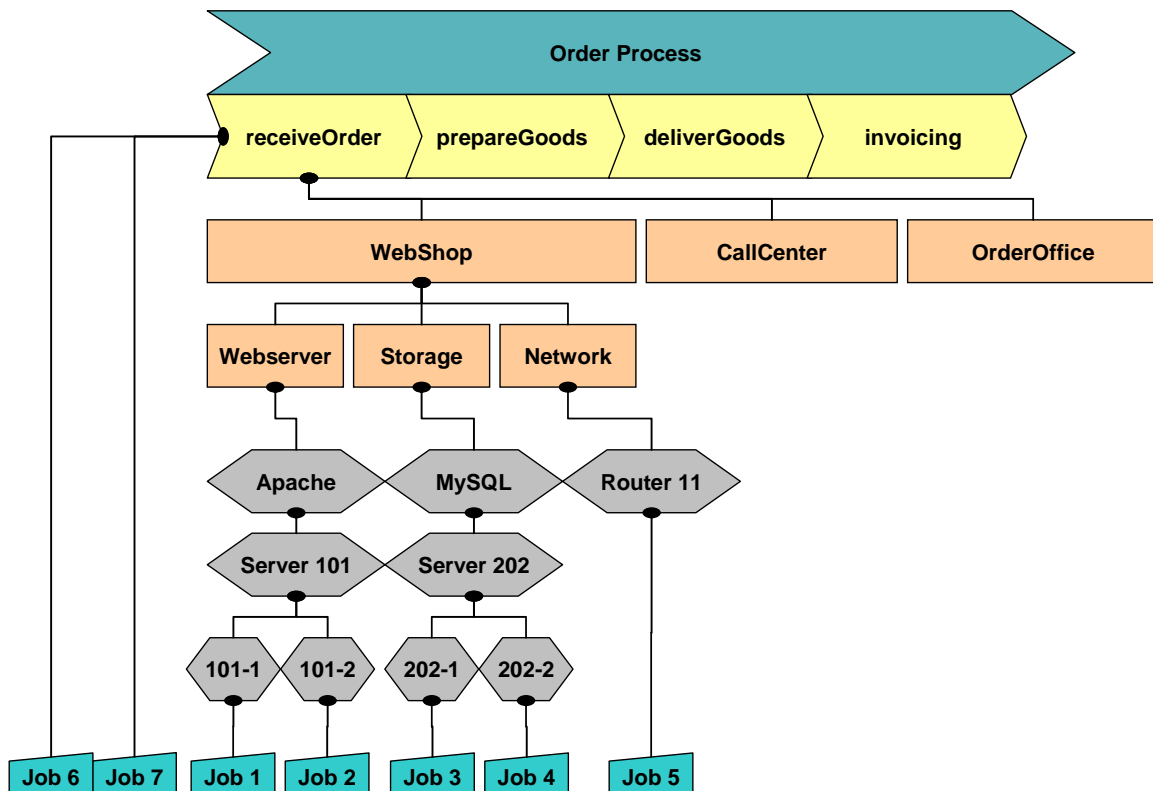 Order Process
receiveOrder
prepareGoods
deliverGoods
invoicing
WebShop
CallCenter
OrderOffice
Webserver
Storage
Network
Apache
MySQL
Router 11
Server 101
Server 202
101-1
101-2
202-1
202-2
Job 6
Job 7
Job 1
Job 2
Job 3
Job 4
Job 5